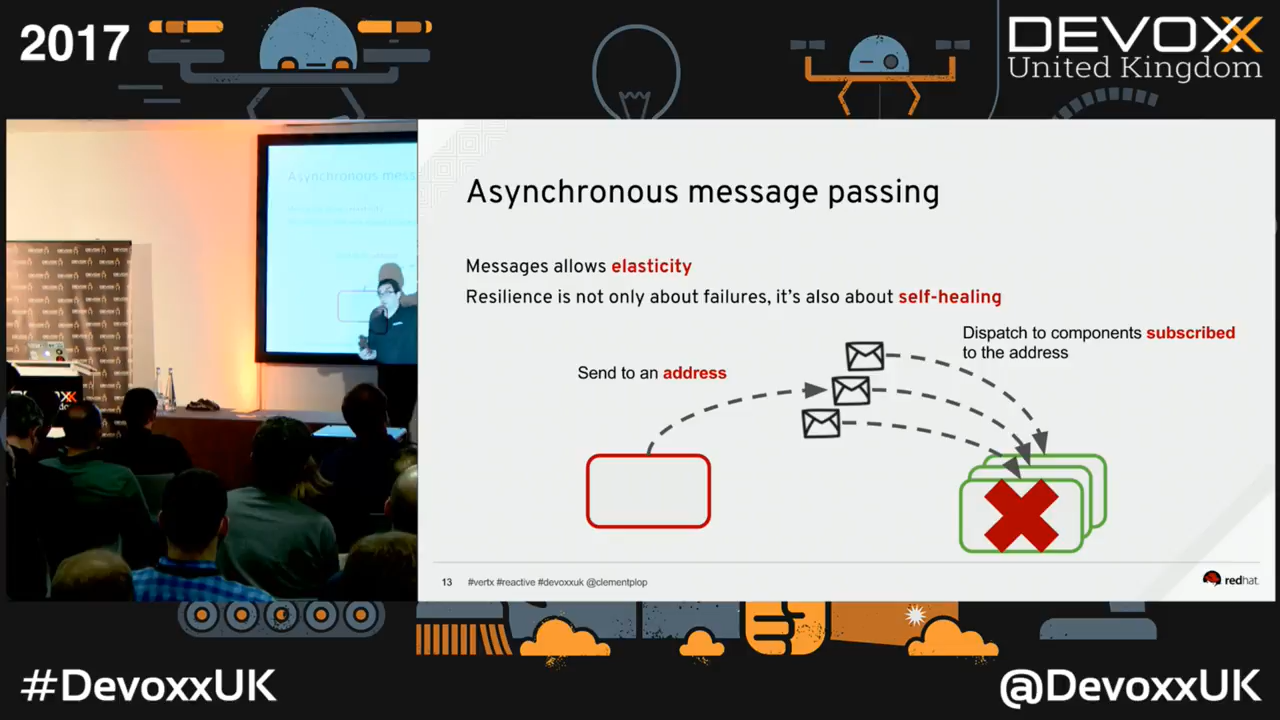 2017
DEVOXX
United Kingdom
Asynchronous message passing
Messages allows elasticity
Resilience is not only about failures, it's also about self-healing
Dispatch to components subscribed
to the address
Send to an address
13 #vertx #reactive #devoxxuk @clementplop
redhat.
#DevoxxUK
@DevoxxUK